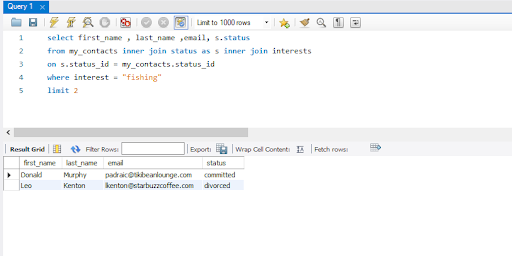 Query 1
Limit to 1000 rows
1 select first_name , last_name ,email, s.status
2 from my_contacts inner join status as s inner join interests
3 on s.status_id = my_contacts.status_id
4 where interest = "fishing"
5 limit 2
Result Grid Filter Rows: Export: Wrap Cell Content: Fetch rows:
first_name last_name email status
Donald Murphy padraic@tikibeanlounge.com committed
Leo Kenton lkenton@starbuzzcoffee.com divorced